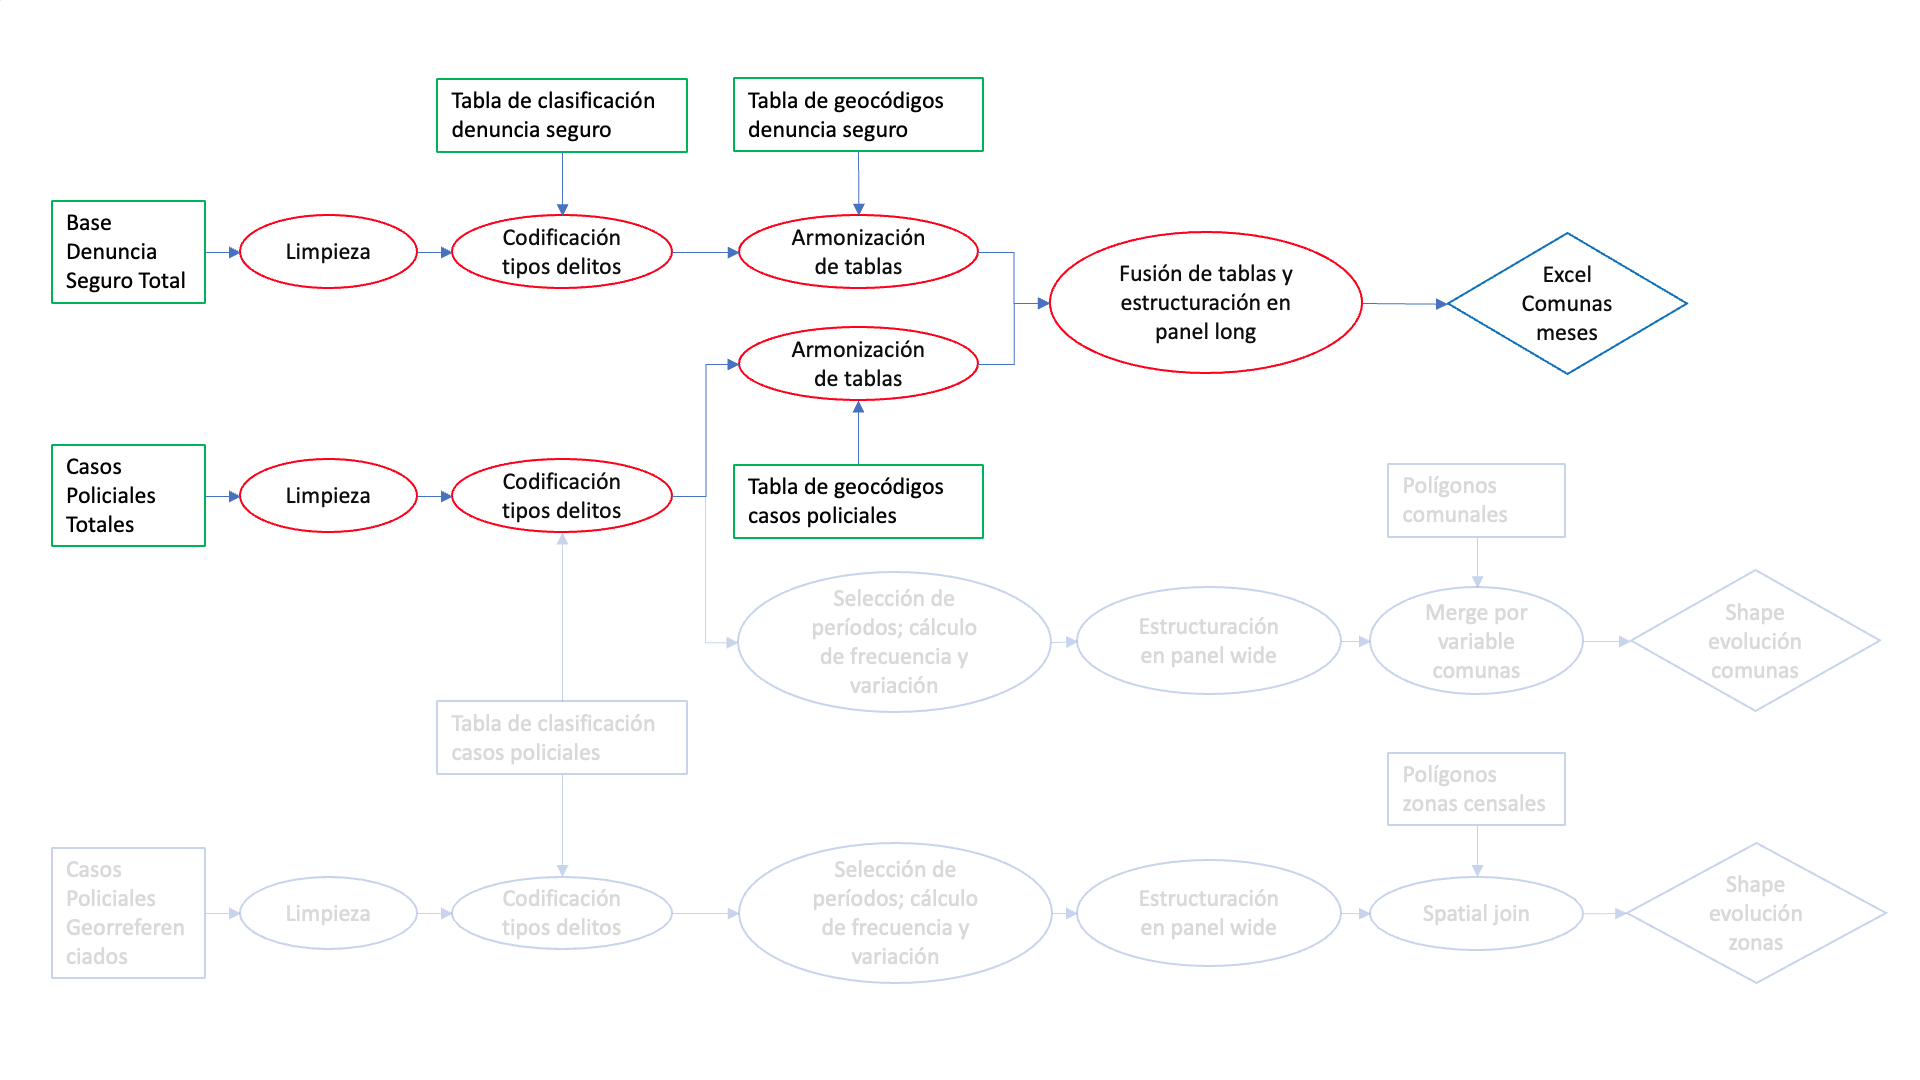 Tabla de clasificación
denuncia seguro
Tabla de geocódigos
denuncia seguro
Base
Denuncia
Seguro Total
Limpieza
Codificación
tipos delitos
Armonización
de tablas
Fusión de tablas y
estructuración en
panel long
Excel
Comunas
meses
Armonización
de tablas
Casos
Policiales
Totales
Limpieza
Codificación
tipos delitos
Tabla de geocódigos
casos policiales
Polígonos
comunales
Selección de
períodos; cálculo
de frecuencia y
variación
Estructuración
en panel wide
Merge por
variable
comunas
Shape
evolución
comunas
Tabla de clasificación
casos policiales
Polígonos
zonas censales
Casos
Policiales
Georreferen
ciados
Limpieza
Codificación
tipos delitos
Selección de
períodos; cálculo
de frecuencia y
variación
Estructuración
en panel wide
Spatial join
Shape
evolución
zonas